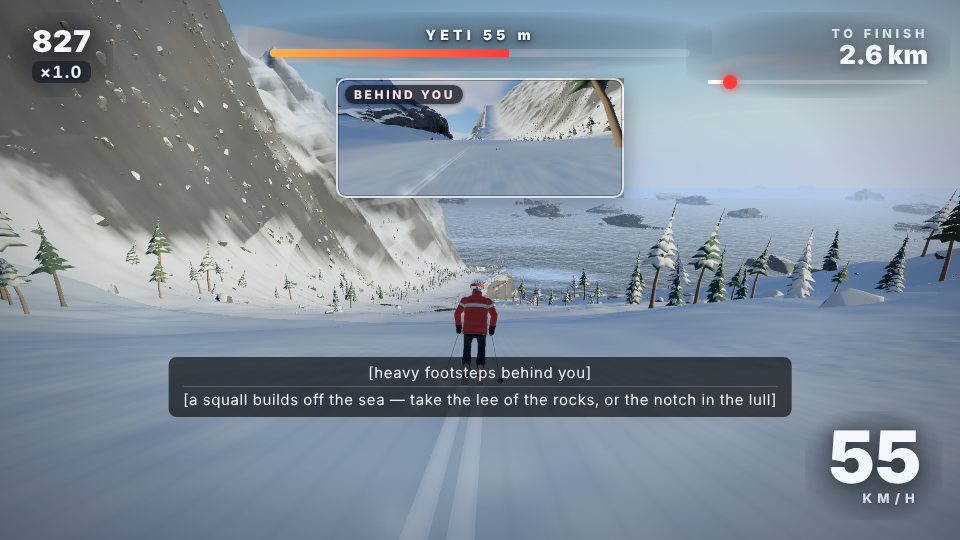 827
×1.0
YETI 55 m
TO FINISH
2.6 km
BEHIND YOU
[heavy footsteps behind you]
[a squall builds off the sea — take the lee of the rocks, or the notch in the lull]
55
KM/H